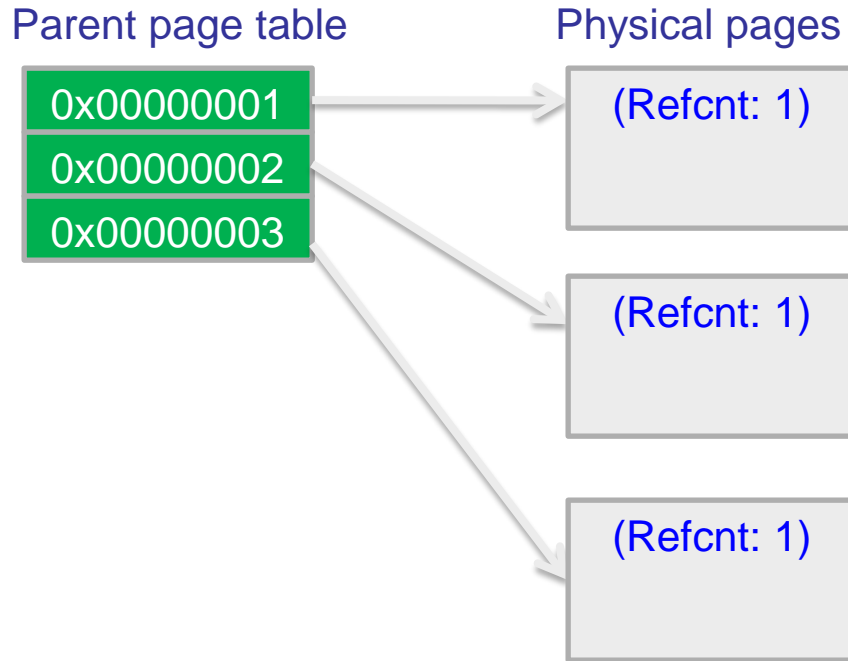 Parent page table
Physical pages
0x00000001
(Refcnt: 1)
0x00000002
0x00000003
(Refcnt: 1)
(Refcnt: 1)